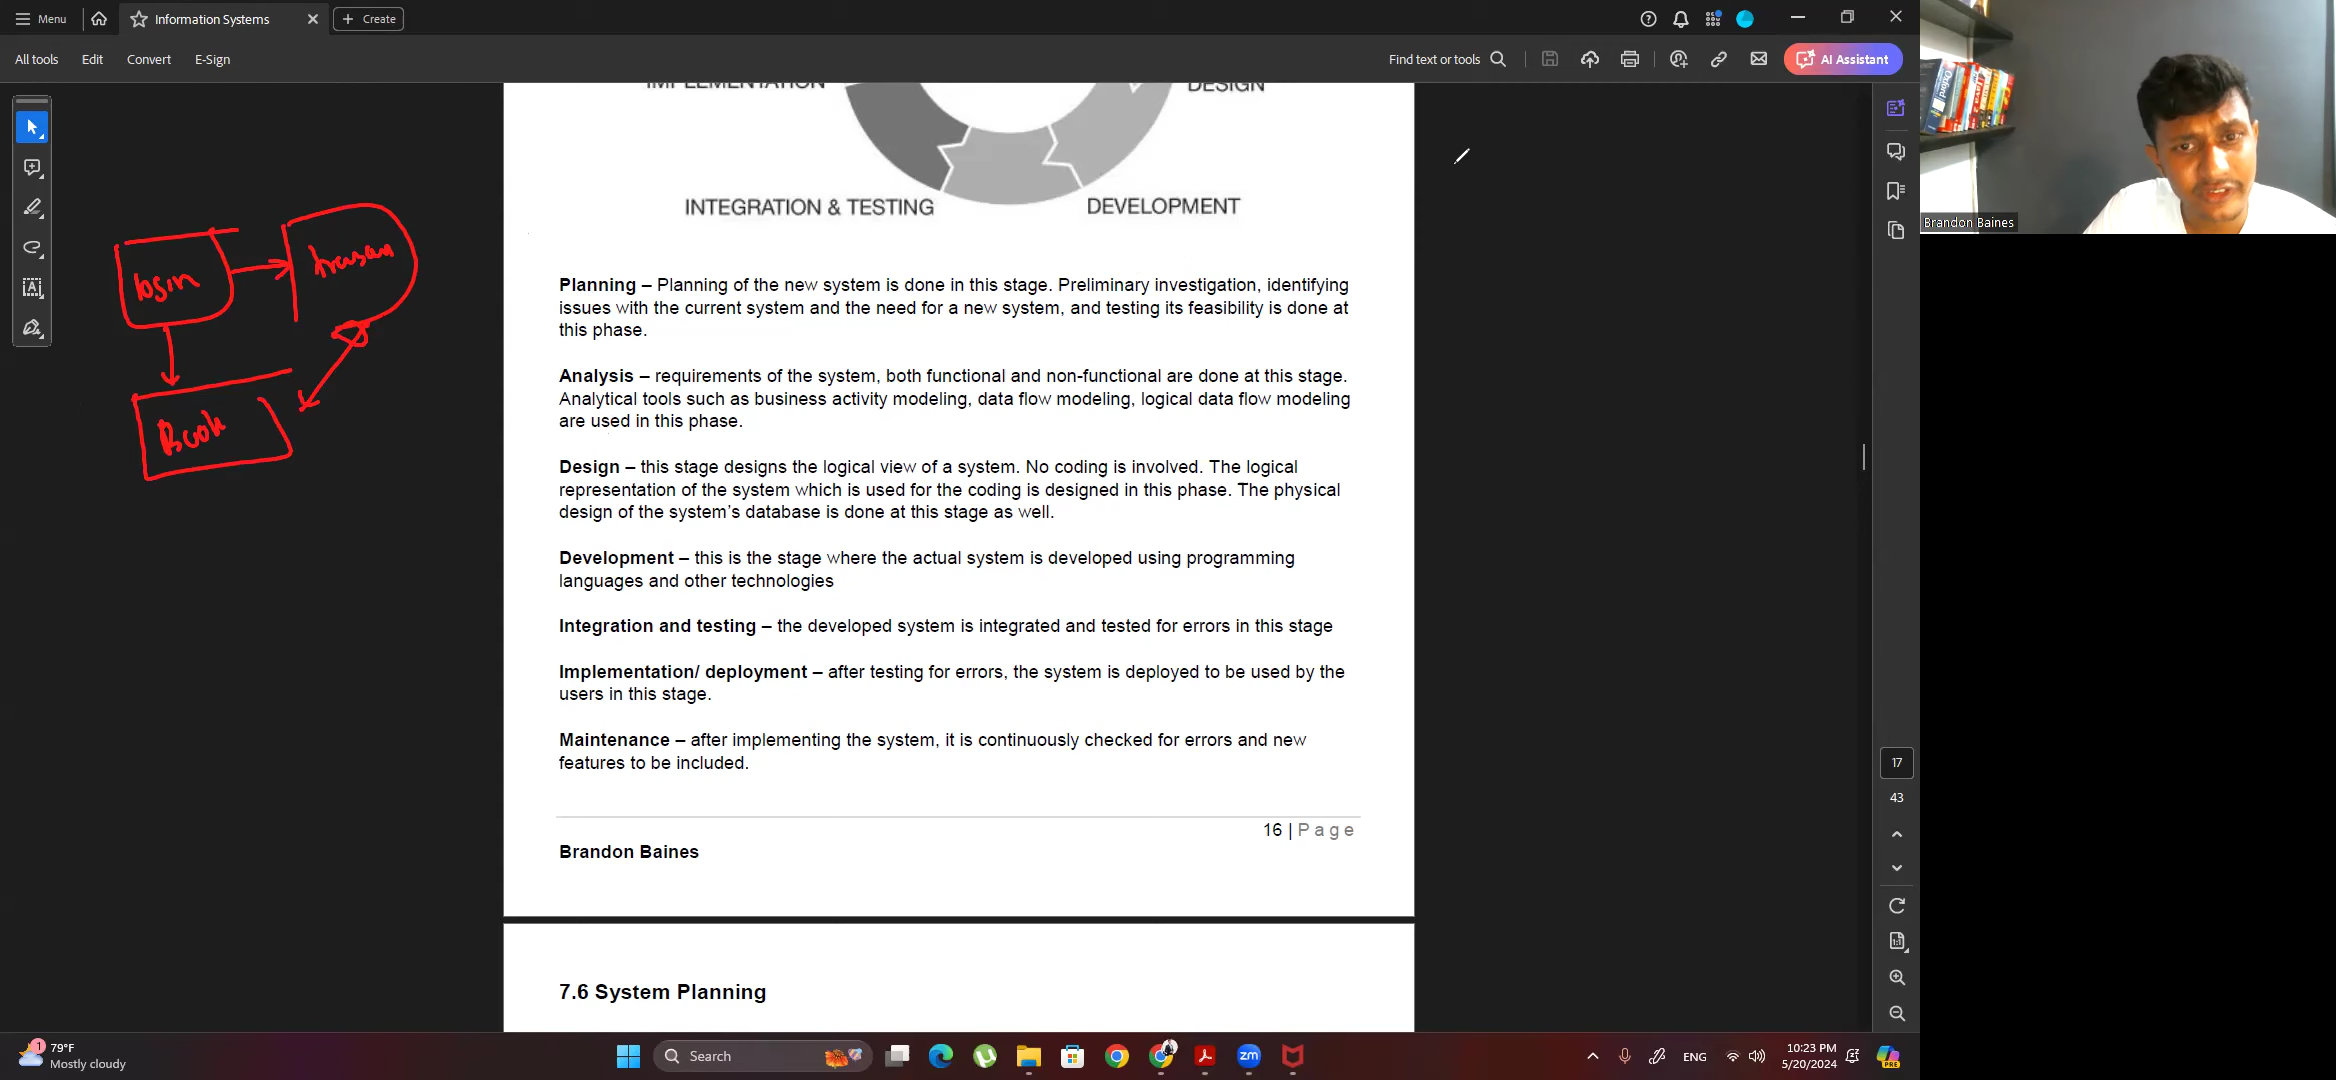 Menu
Information Systems
Create
All tools
Edit
Convert
E-Sign
Find text or tools
AI Assistant
IMPLEMENTATION
DESIGN
INTEGRATION & TESTING
DEVELOPMENT
login
Book
Planning – Planning of the new system is done in this stage. Preliminary investigation, identifying
issues with the current system and the need for a new system, and testing its feasibility is done at
this phase.
Analysis – requirements of the system, both functional and non-functional are done at this stage.
Analytical tools such as business activity modeling, data flow modeling, logical data flow modeling
are used in this phase.
Design – this stage designs the logical view of a system. No coding is involved. The logical
representation of the system which is used for the coding is designed in this phase. The physical
design of the system’s database is done at this stage as well.
Development – this is the stage where the actual system is developed using programming
languages and other technologies
Integration and testing – the developed system is integrated and tested for errors in this stage
Implementation/ deployment – after testing for errors, the system is deployed to be used by the
users in this stage.
Maintenance – after implementing the system, it is continuously checked for errors and new
features to be included.
16 | Page
Brandon Baines
7.6 System Planning
17
43
Brandon Baines
Oxford
1
79°F
Mostly cloudy
Search
zm
ENG
10:23 PM
5/20/2024
PRE